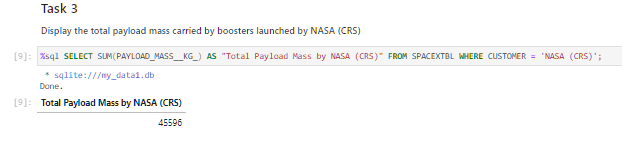 Task 3
Display the total payload mass carried by boosters launched by NASA (CRS)
[9]: %sql SELECT SUM(PAYLOAD_MASS__KG_) AS "Total Payload Mass by NASA (CRS)" FROM SPACEXTBL WHERE CUSTOMER = 'NASA (CRS)';
* sqlite:///my_data1.db
Done.
[9]: Total Payload Mass by NASA (CRS)
45596